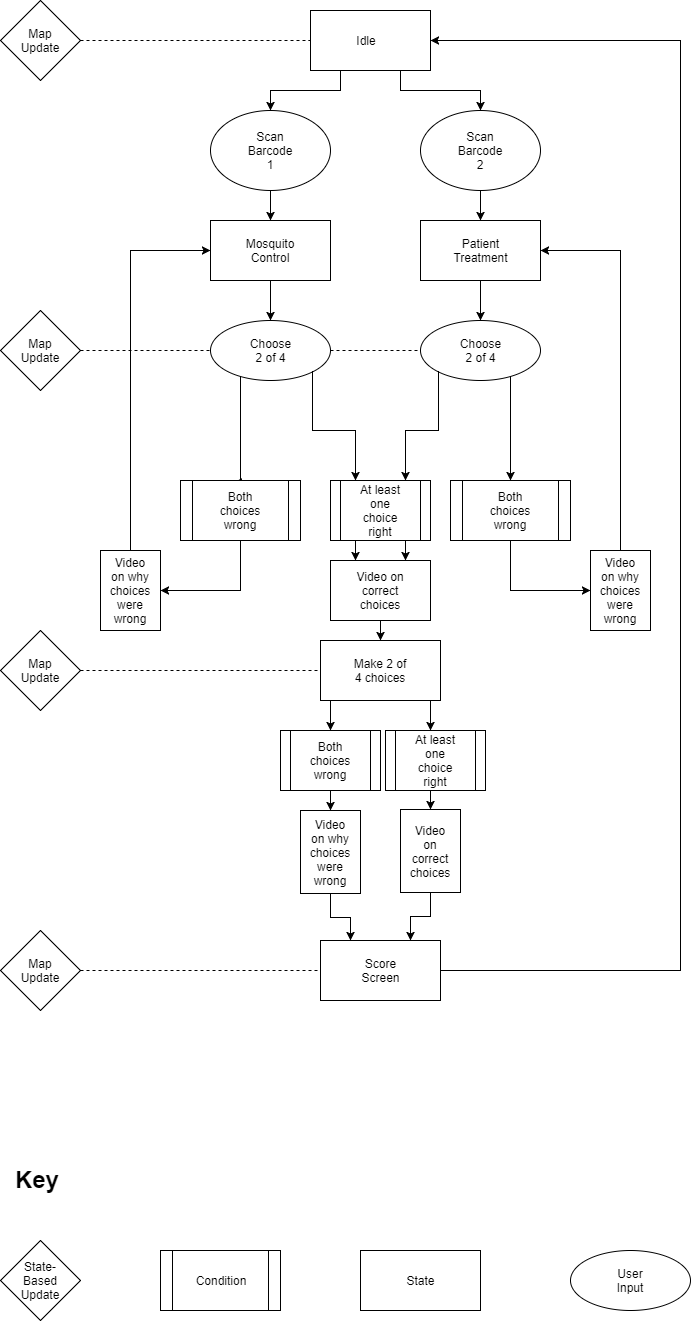 Map
Update
Idle
Scan
Barcode
1
Scan
Barcode
2
Mosquito
Control
Patient
Treatment
Map
Update
Choose
2 of 4
Choose
2 of 4
Both
choices
wrong
At least
one
choice
right
Both
choices
wrong
Video
on why
choices
were
wrong
Video on
correct
choices
Video
on why
choices
were
wrong
Map
Update
Make 2 of
4 choices
Both
choices
wrong
At least
one
choice
right
Video
on why
choices
were
wrong
Video
on
correct
choices
Map
Update
Score
Screen
Key
State-
Based
Update
Condition
State
User
Input